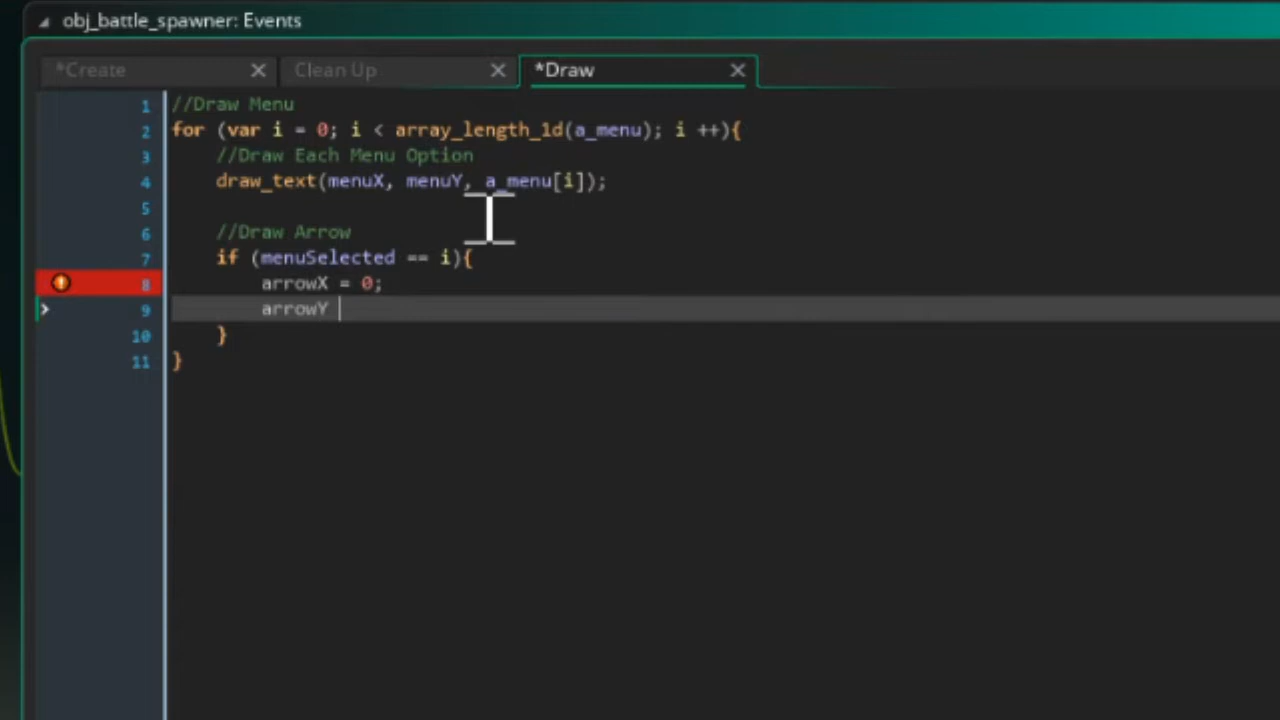 obj_battle_spawner: Events
*Create
Clean Up
*Draw
1 //Draw Menu
2 for (var i = 0; i < array_length_1d(a_menu); i ++){
3 //Draw Each Menu Option
4 draw_text(menuX, menuY, a_menu[i]);
5
6 //Draw Arrow
7 if (menuSelected == i){
8 arrowX = 0;
9 arrowY
10 }
11 }